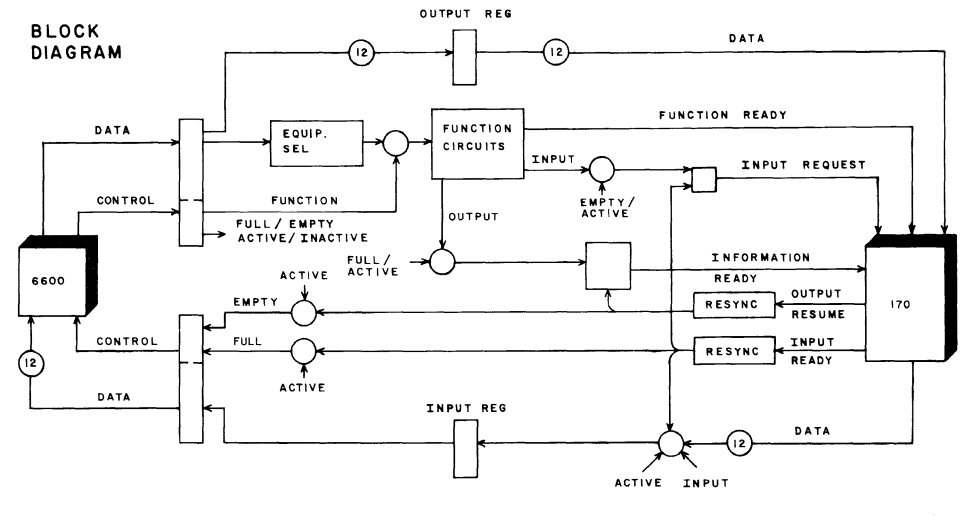 BLOCK
DIAGRAM
OUTPUT REG
12
12
DATA
DATA
EQUIP.
SEL
FUNCTION
CIRCUITS
FUNCTION READY
INPUT
INPUT REQUEST
EMPTY/
ACTIVE
CONTROL
FUNCTION
FULL/EMPTY
ACTIVE/INACTIVE
OUTPUT
FULL/
ACTIVE
INFORMATION
READY
6600
170
ACTIVE
EMPTY
RESYNC
OUTPUT
RESUME
CONTROL
FULL
RESYNC
INPUT
READY
12
ACTIVE
DATA
INPUT REG
12
DATA
ACTIVE
INPUT